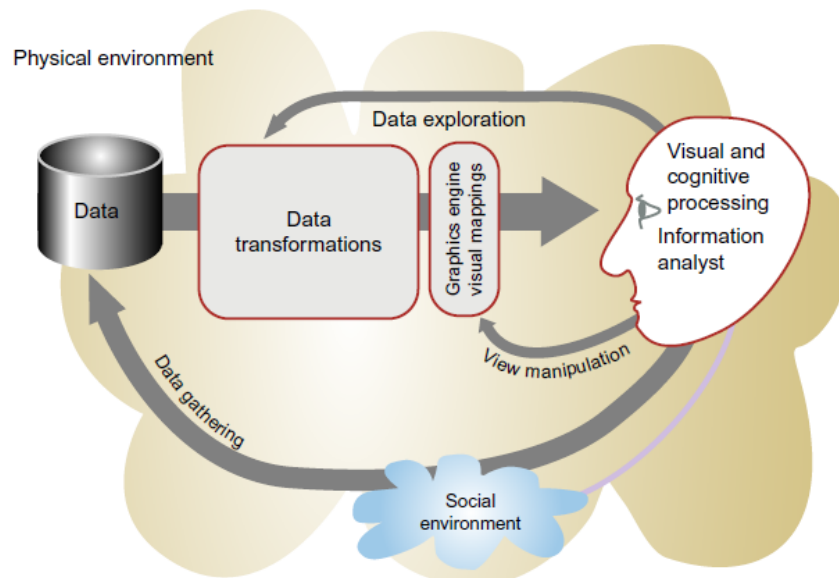 Physical environment
Data exploration
Data
Data
transformations
Graphics engine
visual mappings
Visual and
cognitive
processing
Information
analyst
View manipulation
Data gathering
Social
environment